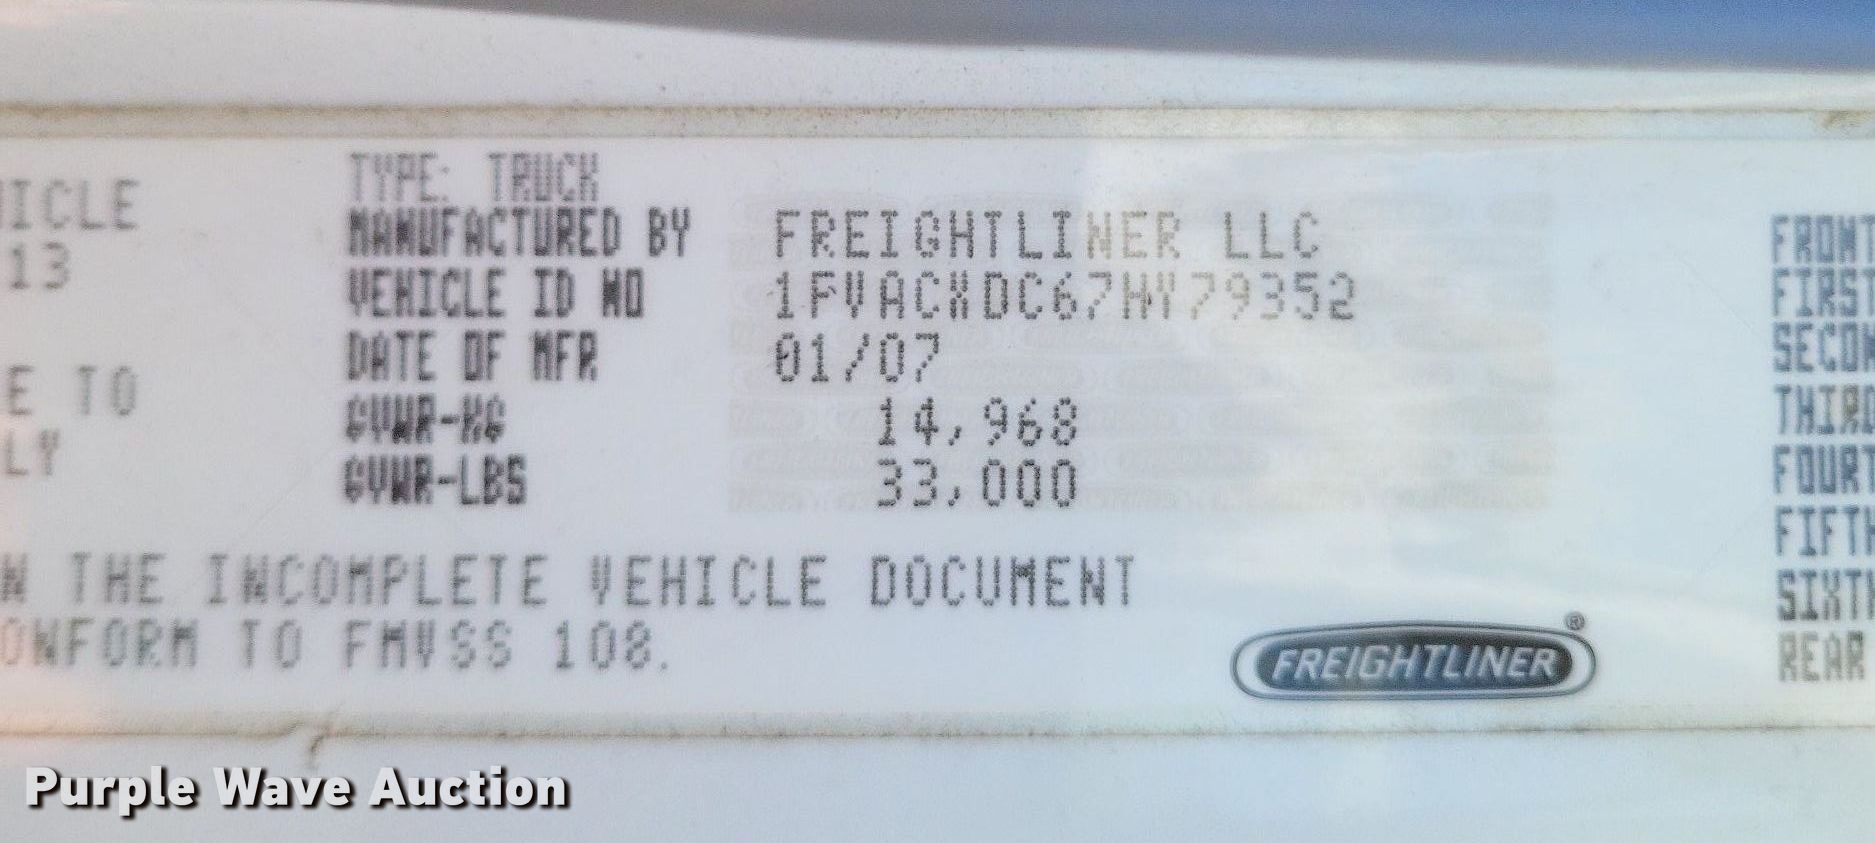 TYPE: TRUCK
MANUFACTURED BY FREIGHTLINER LLC
VEHICLE ID NO 1FVACXDC67HY79352
DATE OF MFR 01/07
GVWR-KG 14,968
GVWR-LBS 33,000
ICLE
13
E TO
LY
N THE INCOMPLETE VEHICLE DOCUMENT
ONFORM TO FMVSS 108.
FREIGHTLINER ®
FRONT
FIRST
SECON
THIRD
FOURT
FIFTH
SIXTH
REAR
Purple Wave Auction